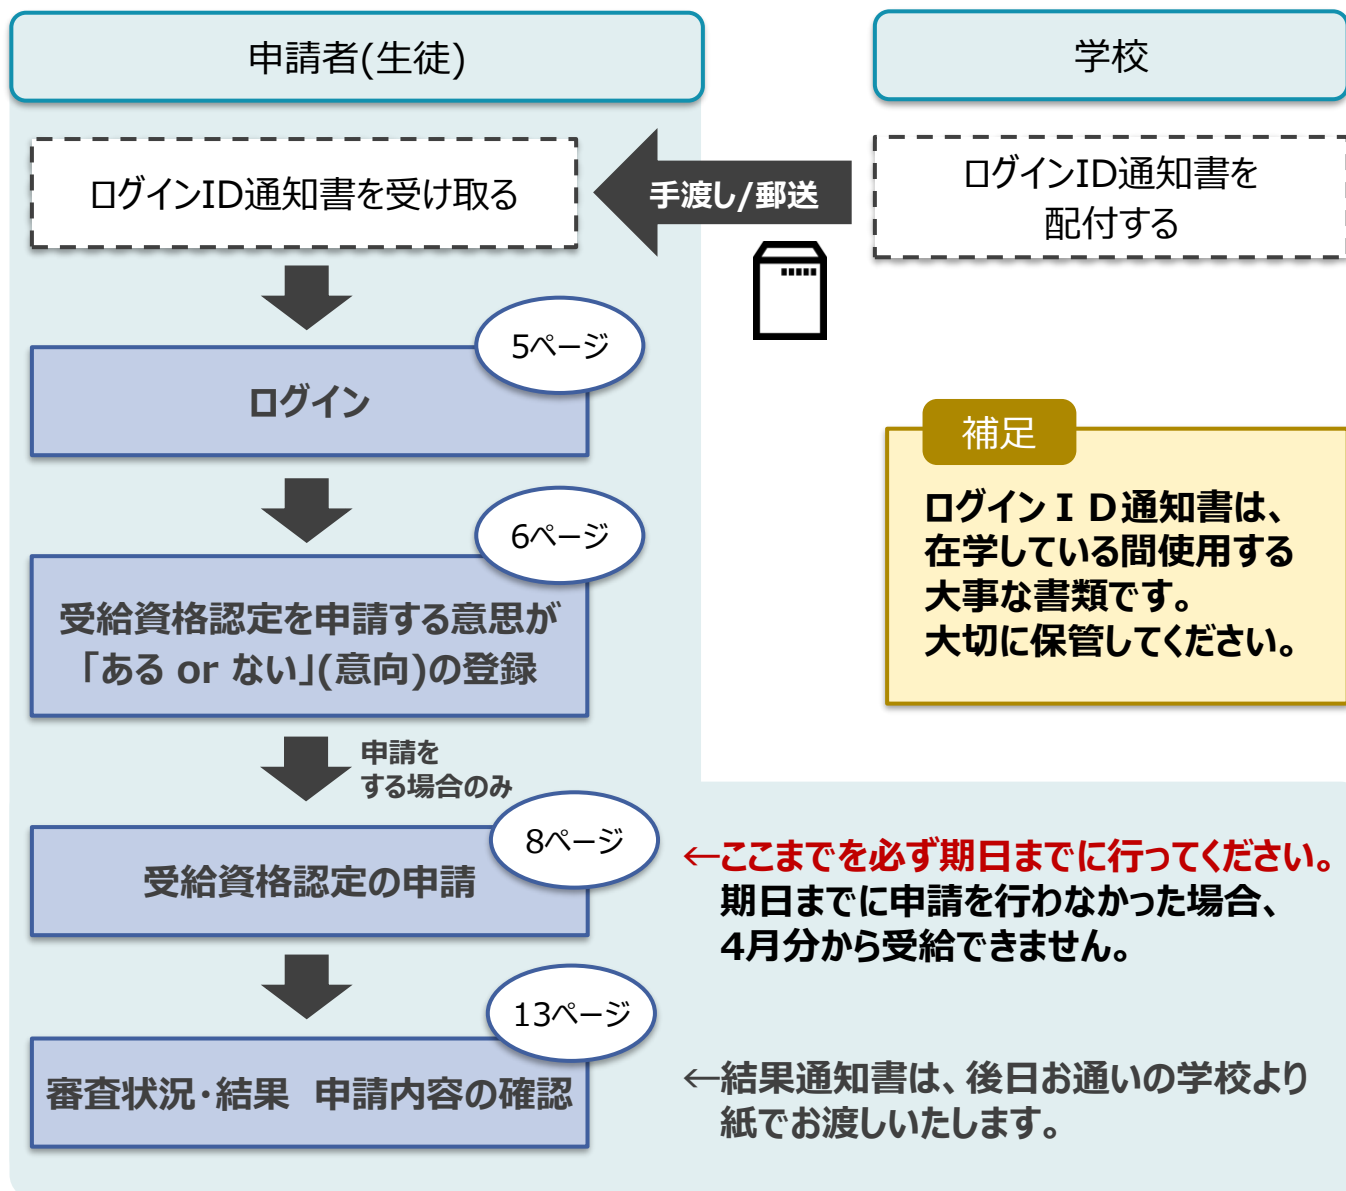 申請者(生徒)
学校
ログインID通知書を受け取る
手渡し/郵送
ログインID通知書を
配付する
5ページ
ログイン
補足
ログインＩＤ通知書は、
在学している間使用する
大事な書類です。
大切に保管してください。
6ページ
受給資格認定を申請する意思が
「ある or ない」(意向)の登録
申請を
する場合のみ
8ページ
受給資格認定の申請
←ここまでを必ず期日までに行ってください。
期日までに申請を行わなかった場合、
4月分から受給できません。
13ページ
審査状況・結果　申請内容の確認
←結果通知書は、後日お通いの学校より
紙でお渡しいたします。